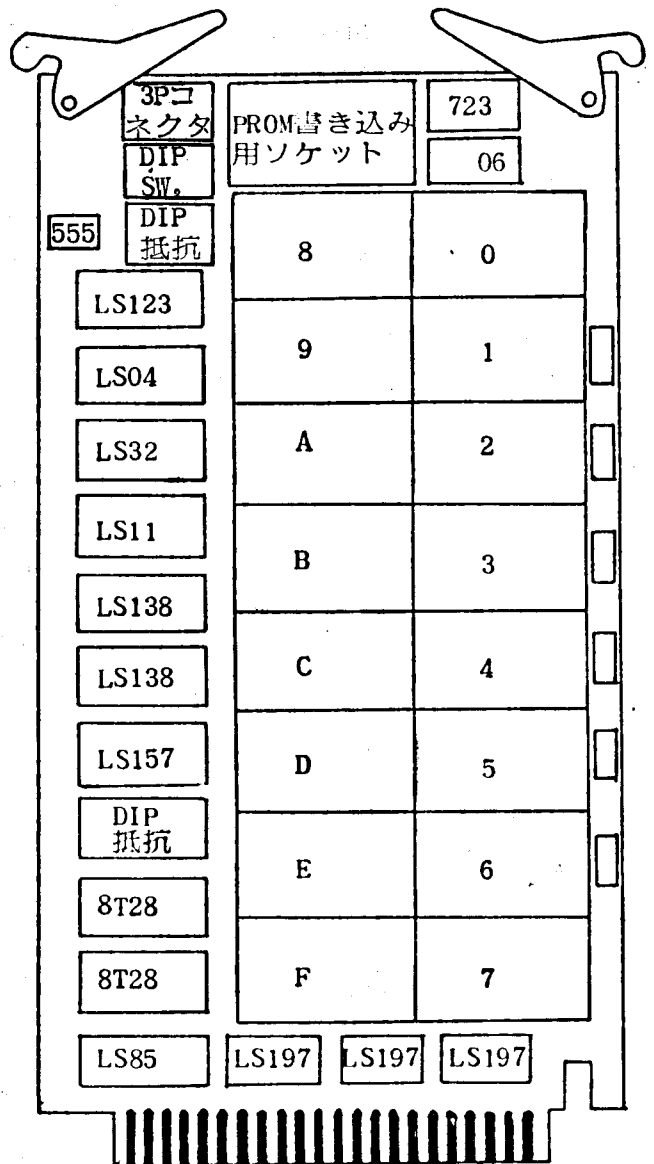 3Pコ
ネクタ
PROM書き込み
用ソケット
723
06
DIP
SW。
555
DIP
抵抗
8
0
LS123
9
1
LS04
A
2
LS32
LS11
B
3
LS138
C
4
LS138
LS157
D
5
DIP
抵抗
E
6
8T28
8T28
F
7
LS85
LS197
LS197
LS197